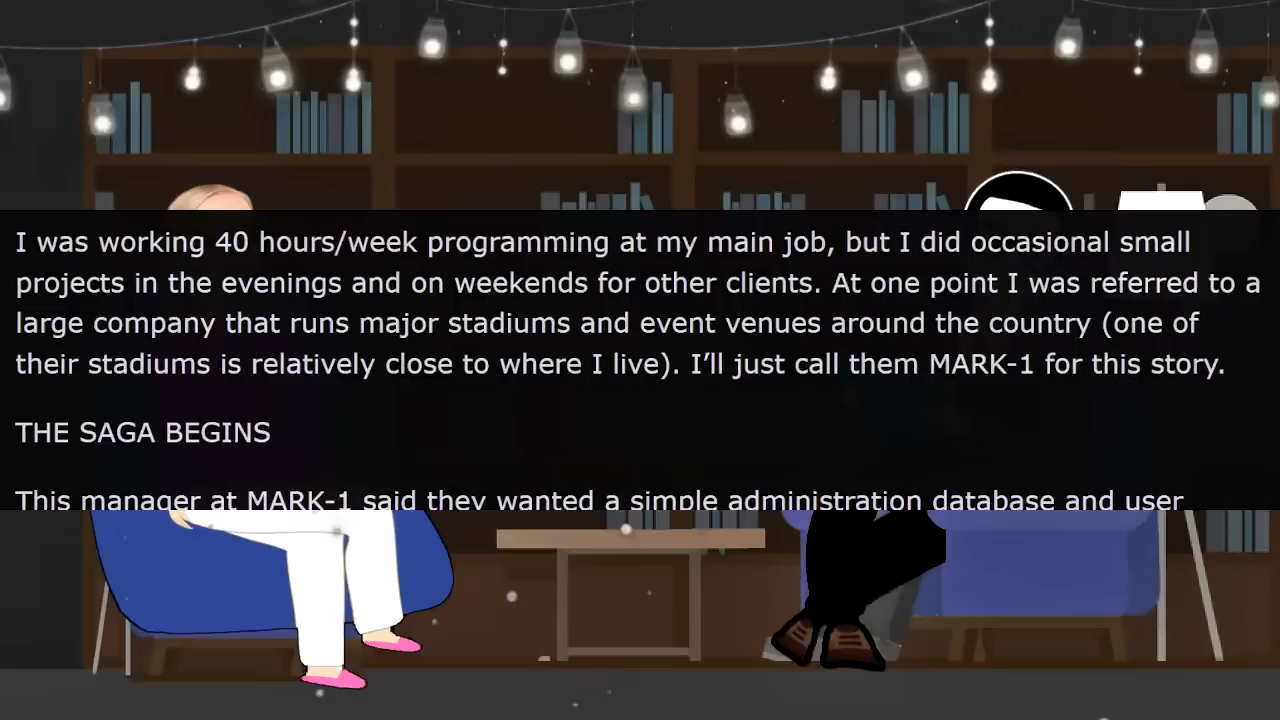 I was working 40 hours/week programming at my main job, but I did occasional small
projects in the evenings and on weekends for other clients. At one point I was referred to a
large company that runs major stadiums and event venues around the country (one of
their stadiums is relatively close to where I live). I’ll just call them MARK-1 for this story.
THE SAGA BEGINS
This manager at MARK-1 said they wanted a simple administration database and user